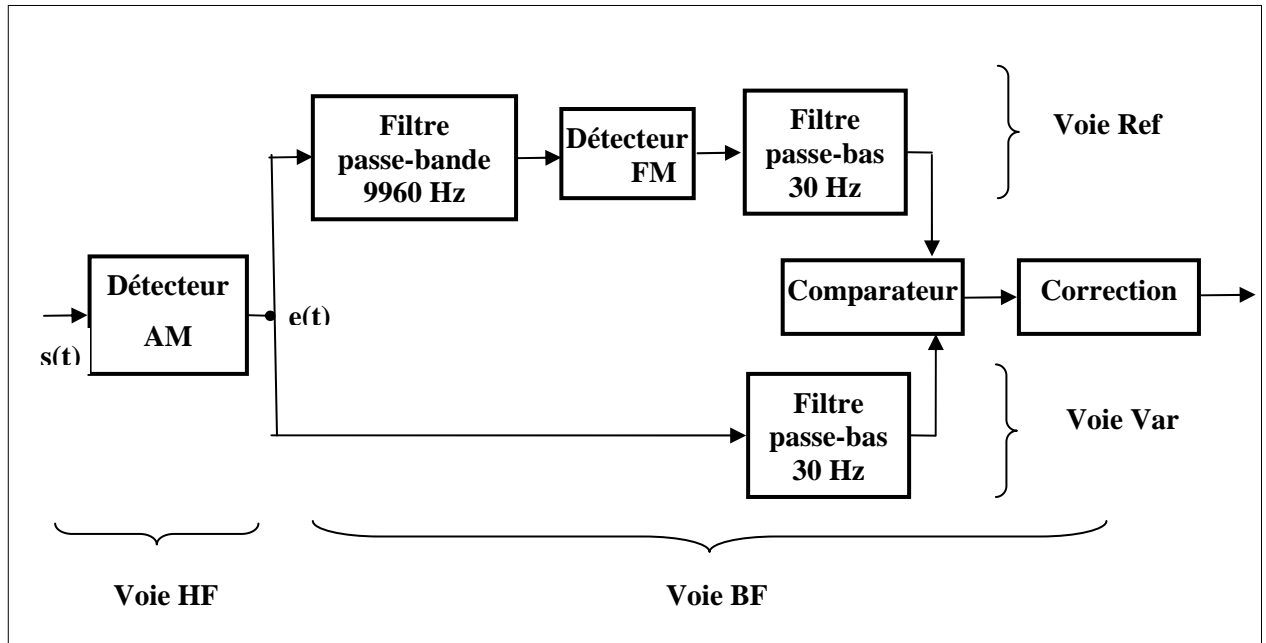 Filtre
passe-bande
9960 Hz
Détecteur
FM
Filtre
passe-bas
30 Hz
Voie Ref
Détecteur
AM
s(t)
e(t)
Comparateur
Correction
Filtre
passe-bas
30 Hz
Voie Var
Voie HF
Voie BF